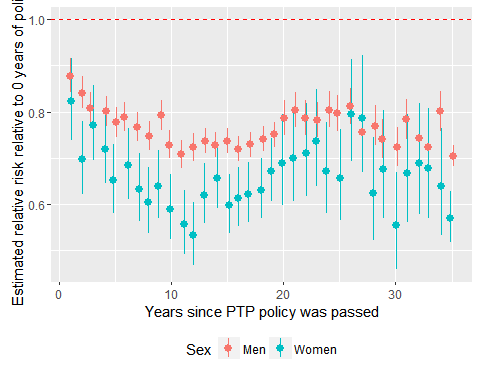 Estimated relative risk relative to 0 years of poli
1.0
0.8
0.6
0
10
20
30
Years since PTP policy was passed
Sex
Men
Women